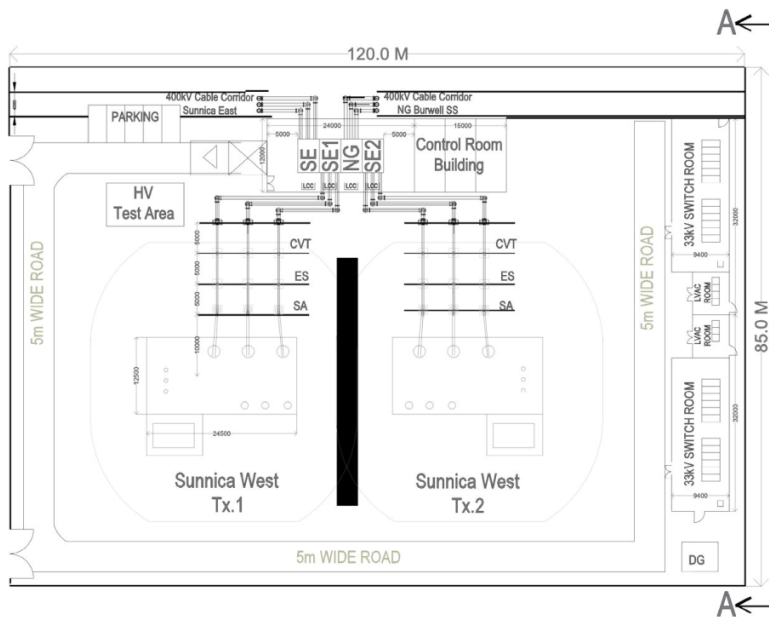 A
120.0 M
400kV Cable Corridor
Sunnica East
400kV Cable Corridor
NG Burwell SS
PARKING
24000
5000
5000
15000
12000
SE
SE1
NG
SE2
LCC
LCC
LCC
LCC
Control Room
Building
HV
Test Area
33kV SWITCH ROOM
32000
9400
5000
CVT
CVT
5000
ES
ES
5000
SA
SA
10000
LVAC
ROOM
LVAC
ROOM
5m WIDE ROAD
5m WIDE ROAD
85.0 M
12500
24500
33kV SWITCH ROOM
32000
9400
Sunnica West
Tx.1
Sunnica West
Tx.2
5m WIDE ROAD
DG
A